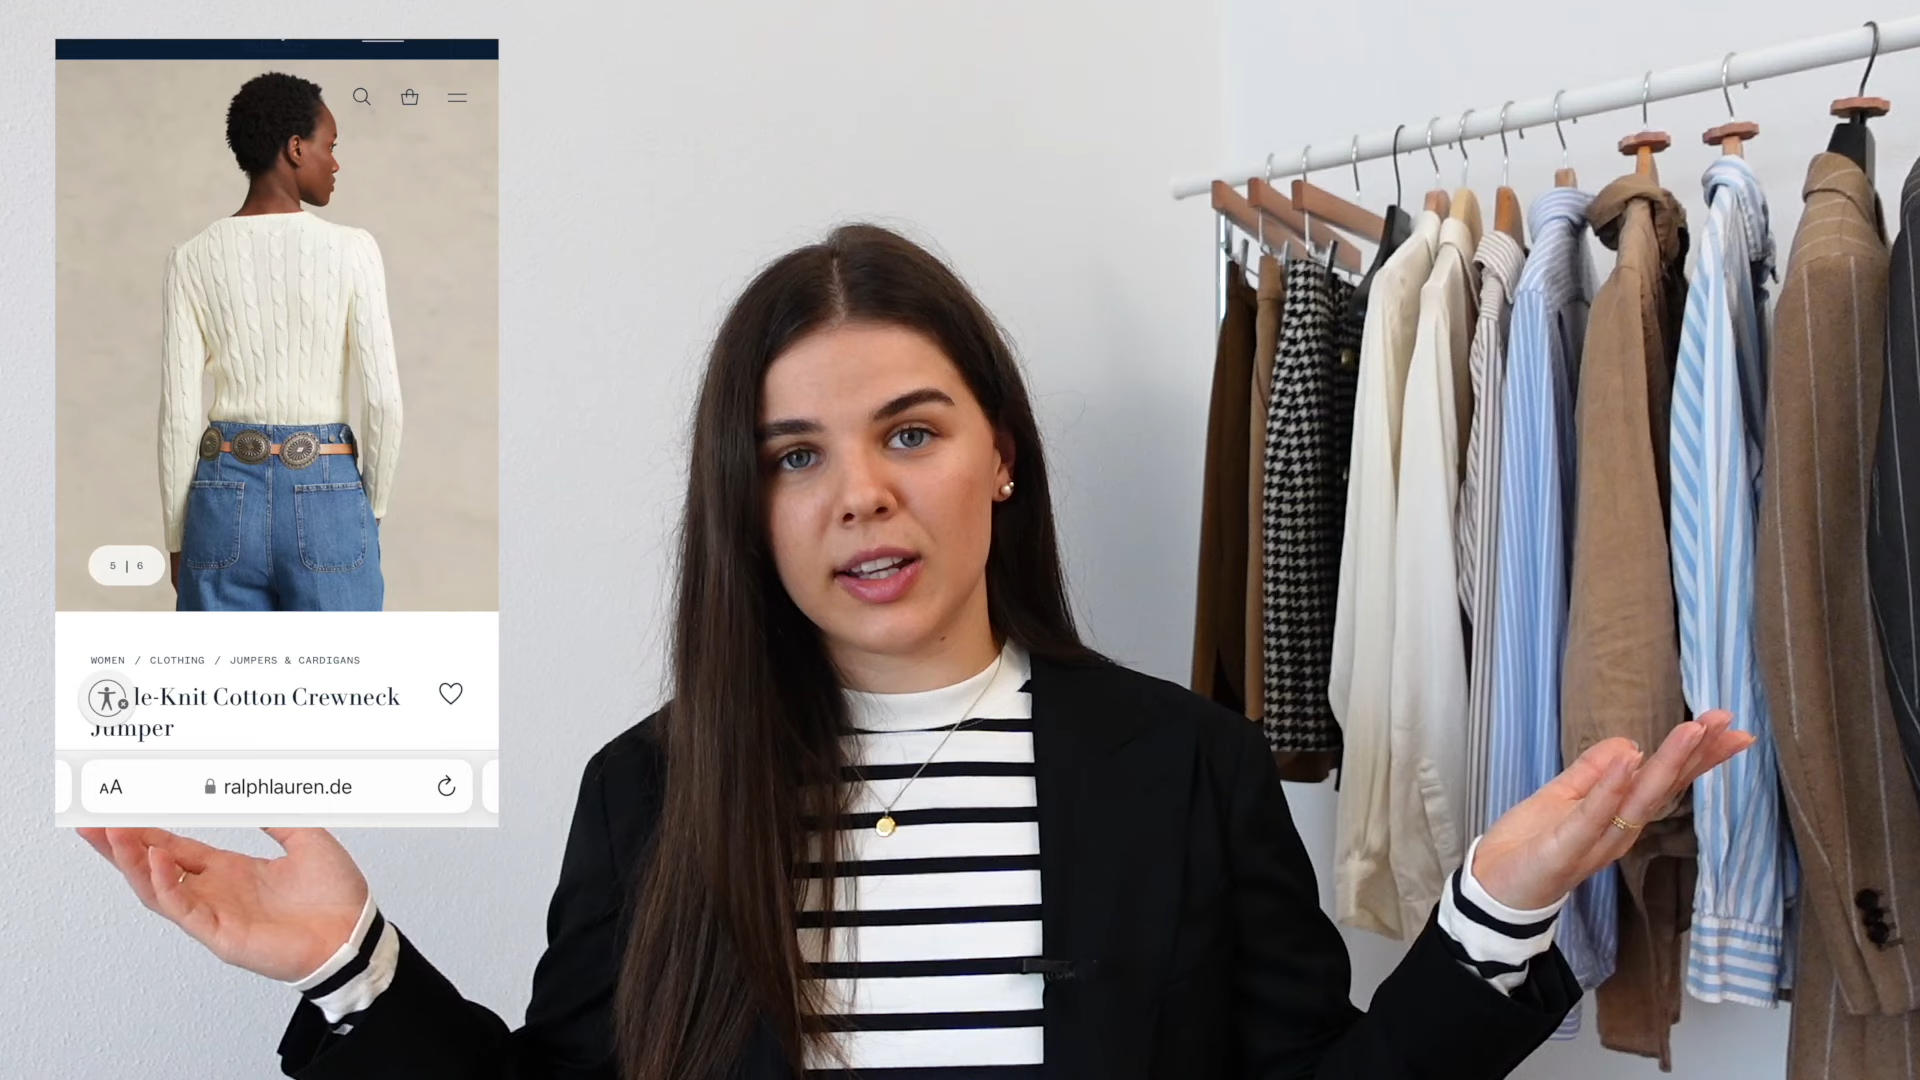 5 | 6
WOMEN / CLOTHING / JUMPERS & CARDIGANS
le-Knit Cotton Crewneck
Jumper
AA
ralphlauren.de